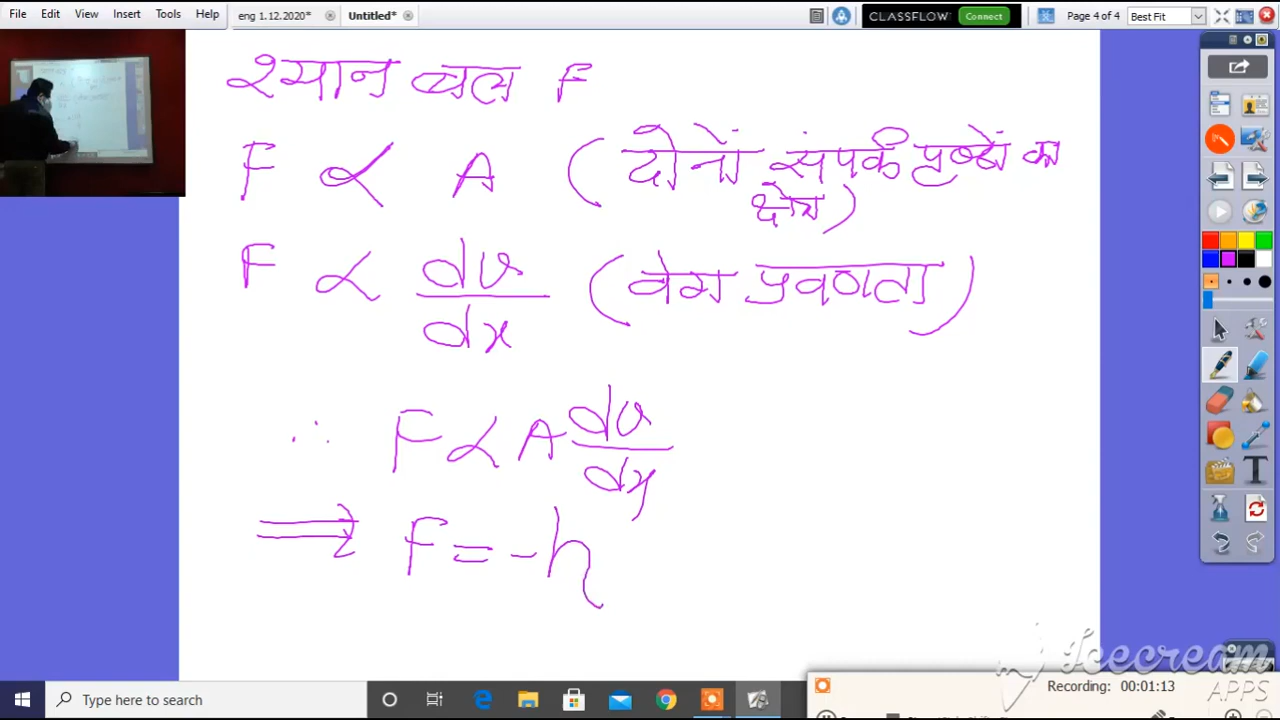 File Edit View Insert Tools Help eng 1.12.2020* Untitled* CLASSFLOW Connect Page 4 of 4 Best Fit
श्यान बल F
F ∝ A (दोनों संपर्क पृष्ठों का
क्षेत्र)
F ∝ dv/dx (वेग प्रवणता)
∴ F ∝ A dv/dx
⟹ F = -η
Icecream
APPS
Recording: 00:01:13
Type here to search